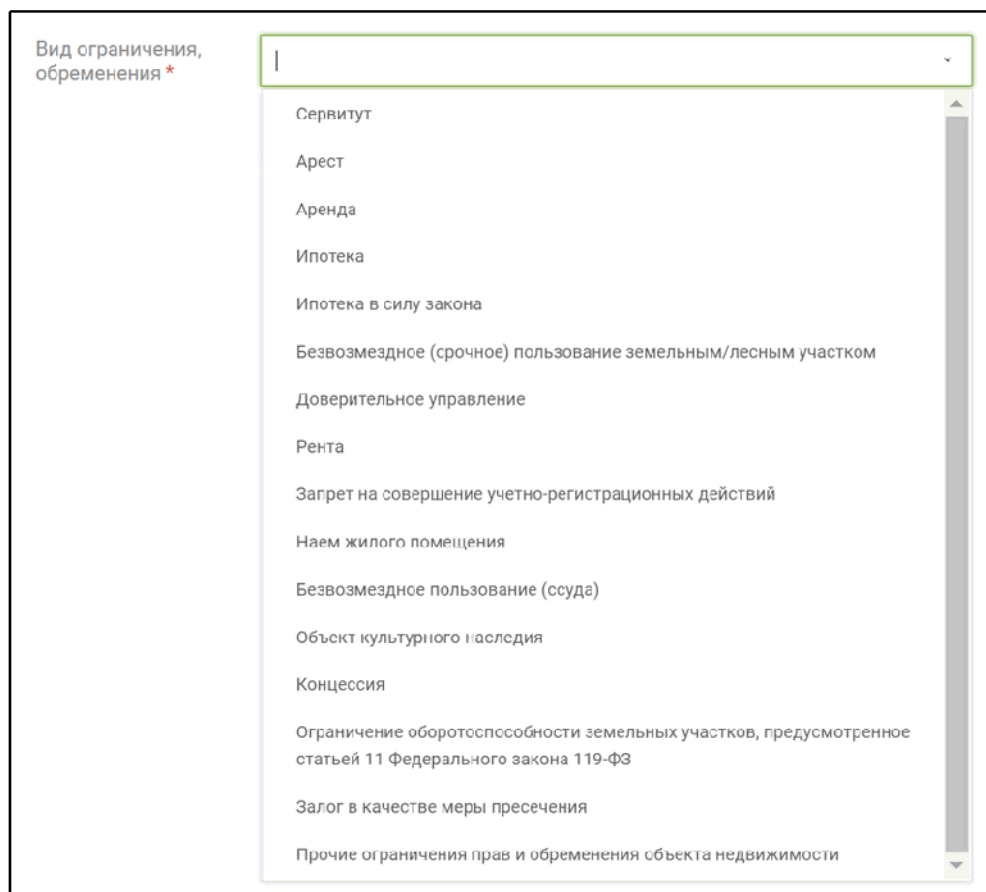 Вид ограничения,
обременения *
Сервитут
Арест
Аренда
Ипотека
Ипотека в силу закона
Безвозмездное (срочное) пользование земельным/лесным участком
Доверительное управление
Рента
Запрет на совершение учетно-регистрационных действий
Наем жилого помещения
Безвозмездное пользование (ссуда)
Объект культурного наследия
Концессия
Ограничение оборотоспособности земельных участков, предусмотренное
статьей 11 Федерального закона 119-ФЗ
Залог в качестве меры пресечения
Прочие ограничения прав и обременения объекта недвижимости